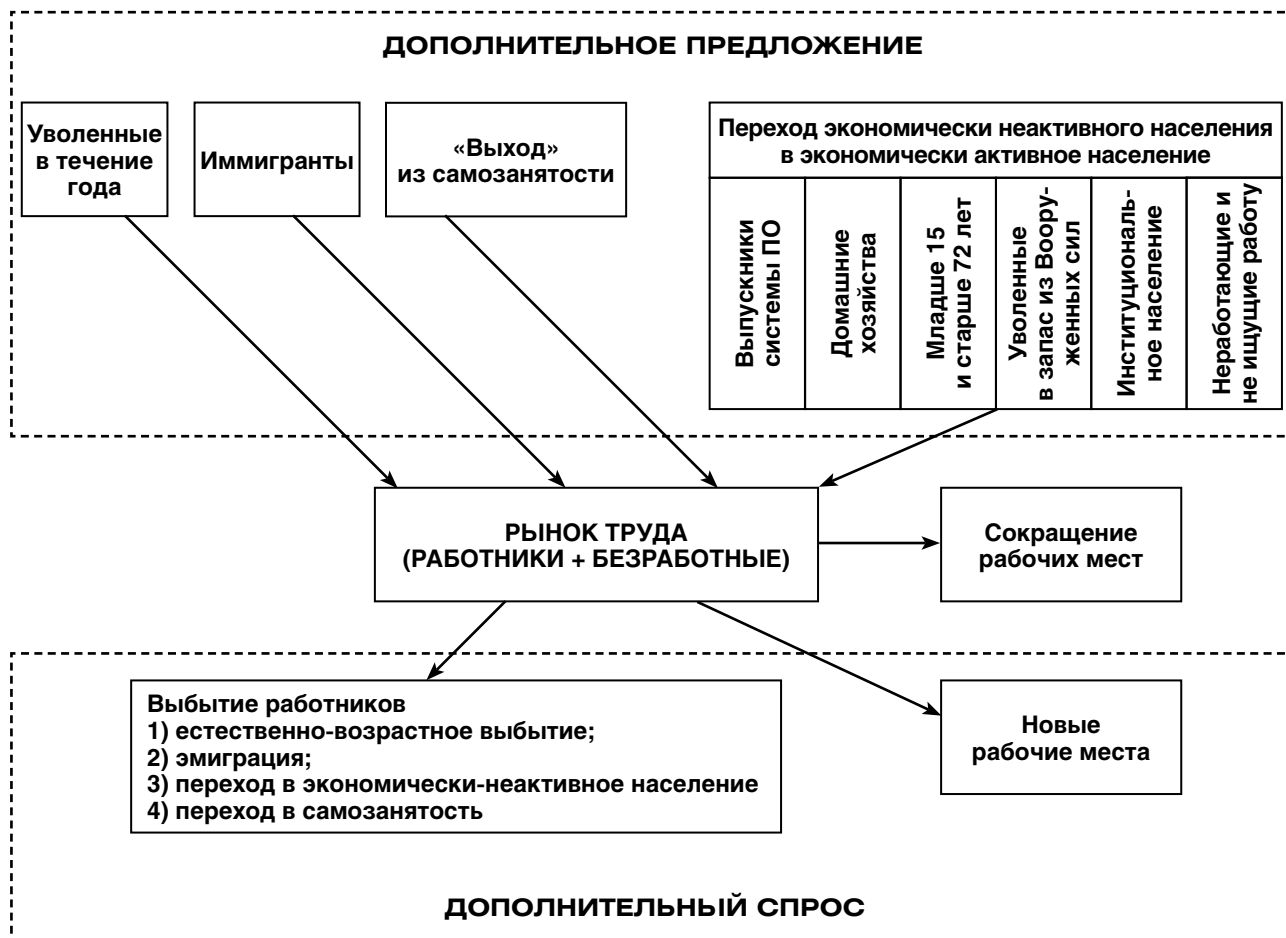 ДОПОЛНИТЕЛЬНОЕ ПРЕДЛОЖЕНИЕ
Уволенные
в течение
года
Иммигранты
«Выход»
из самозанятости
Переход экономически неактивного населения
в экономически активное население
Выпускники
системы ПО
Домашние
хозяйства
Младше 15
и старше 72 лет
Уволенные
в запас из Воору-
женных сил
Институциональ-
ное население
Неработающие и
не ищущие работу
РЫНОК ТРУДА
(РАБОТНИКИ + БЕЗРАБОТНЫЕ)
Сокращение
рабочих мест
Выбытие работников
1) естественно-возрастное выбытие;
2) эмиграция;
3) переход в экономически-неактивное население
4) переход в самозанятость
Новые
рабочие места
ДОПОЛНИТЕЛЬНЫЙ СПРОС